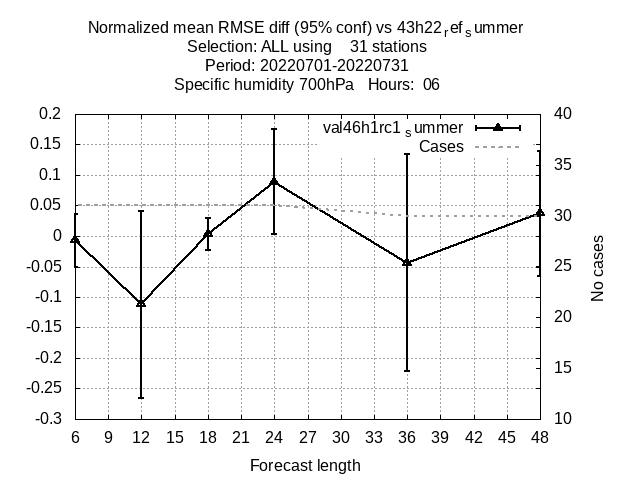 Normalized mean RMSE diff (95% conf) vs 43h22refsummer
Selection: ALL using    31 stations
Period: 20220701-20220731
Specific humidity 700hPa   Hours:  06
val46h1rc1summer
Cases
0.2
0.15
0.1
0.05
0
-0.05
-0.1
-0.15
-0.2
-0.25
-0.3
40
35
30
25
20
15
10
No cases
6 9 12 15 18 21 24 27 30 33 36 39 42 45 48
Forecast length